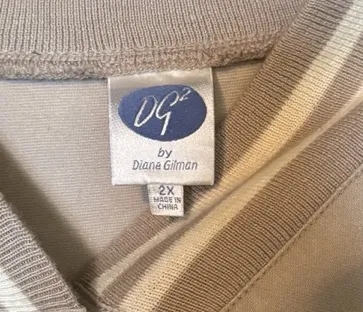 DG²
by
Diane Gilman
2X
MADE IN
CHINA